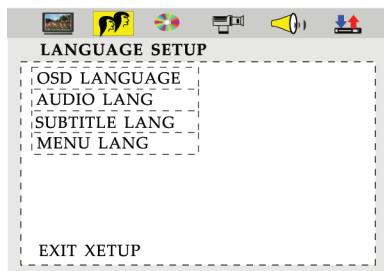 LANGUAGE SETUP
OSD LANGUAGE
AUDIO LANG
SUBTITLE LANG
MENU LANG
EXIT XETUP